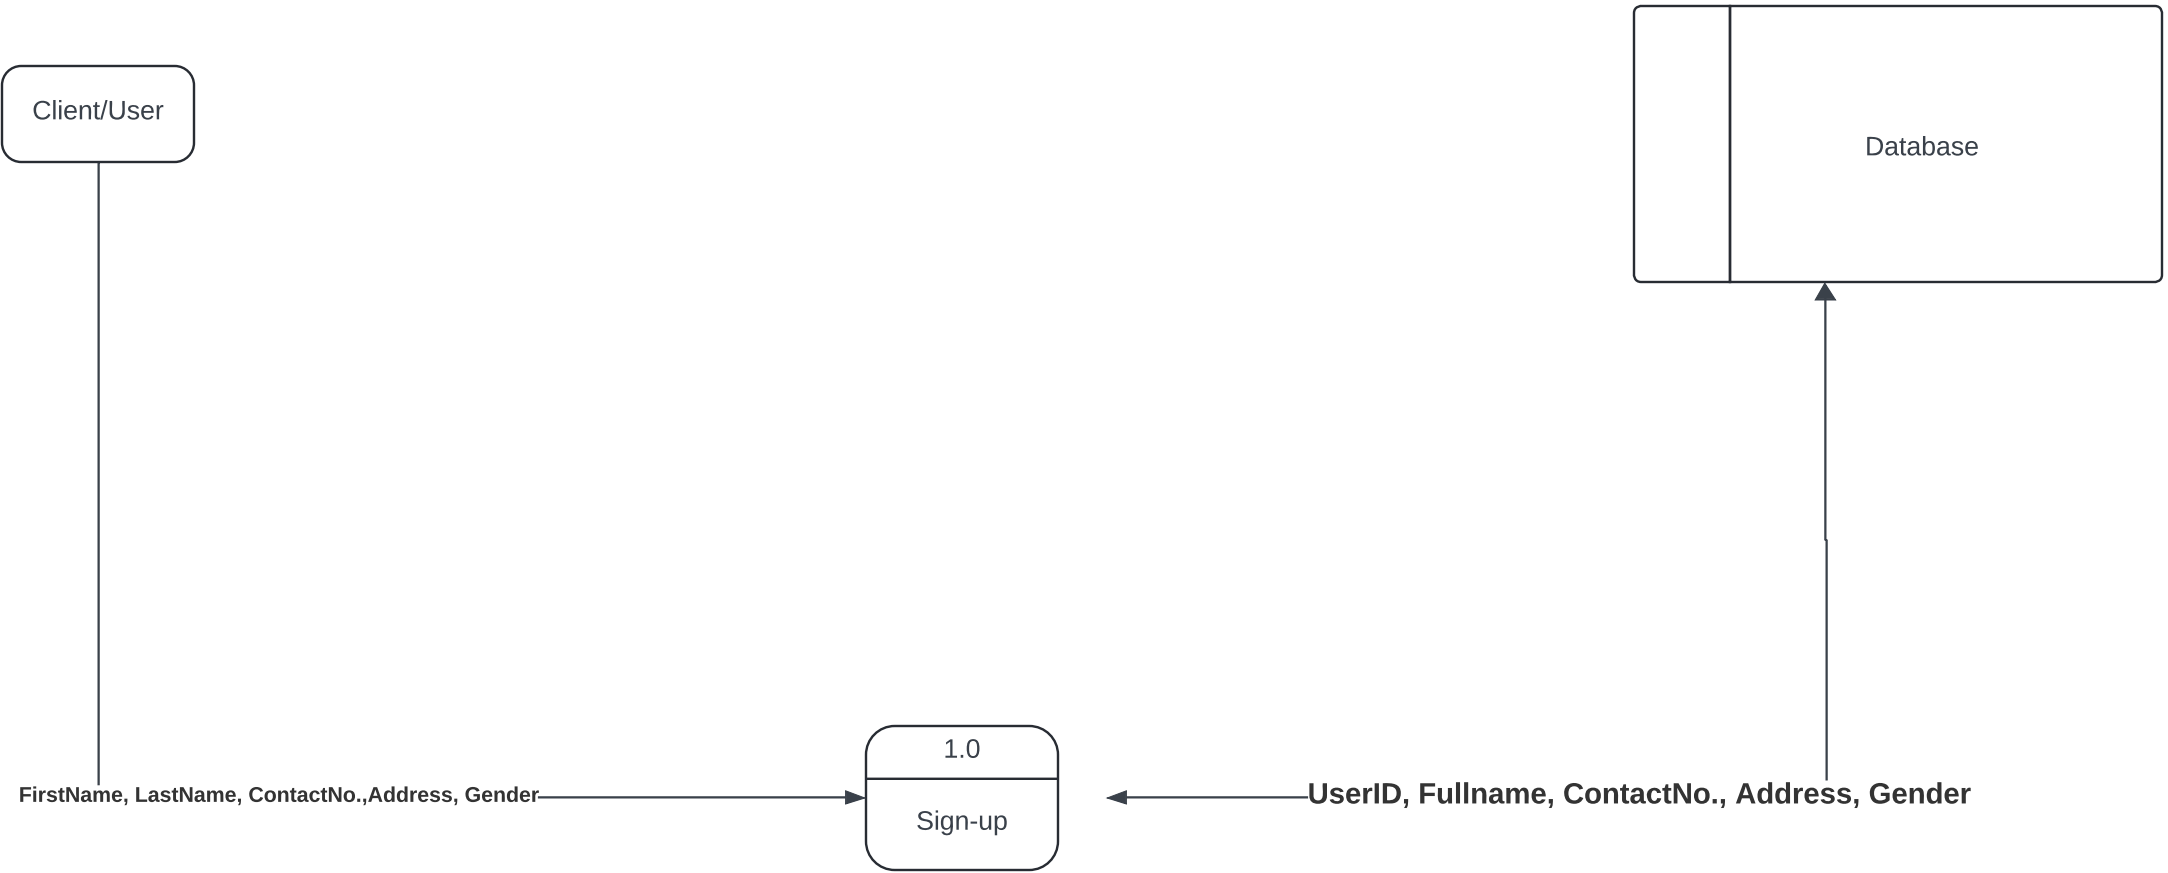 Client/User
Database
1.0
FirstName, LastName, ContactNo.,Address, Gender
UserID, Fullname, ContactNo., Address, Gender
Sign-up